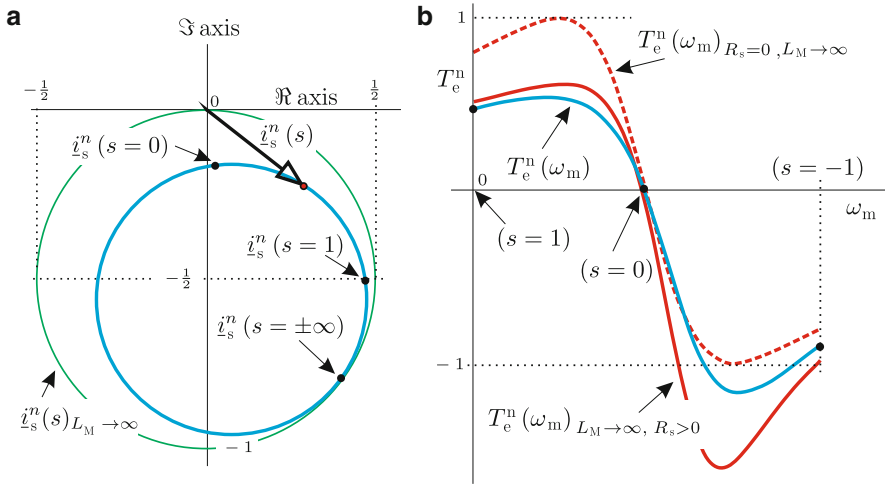 a
ℑ axis
-1/2
0
ℜ axis
1/2
i_s^n (s = 0)
i_s^n (s)
i_s^n (s = 1)
-1/2
i_s^n (s = ±∞)
i_s^n (s)_{L_M → ∞}
-1
b
1
T_e^n
T_e^n (ω_m)_{R_s=0 , L_M→∞}
T_e^n (ω_m)
(s = -1)
0
ω_m
(s = 1)
(s = 0)
-1
T_e^n (ω_m)_{L_M→∞, R_s>0}